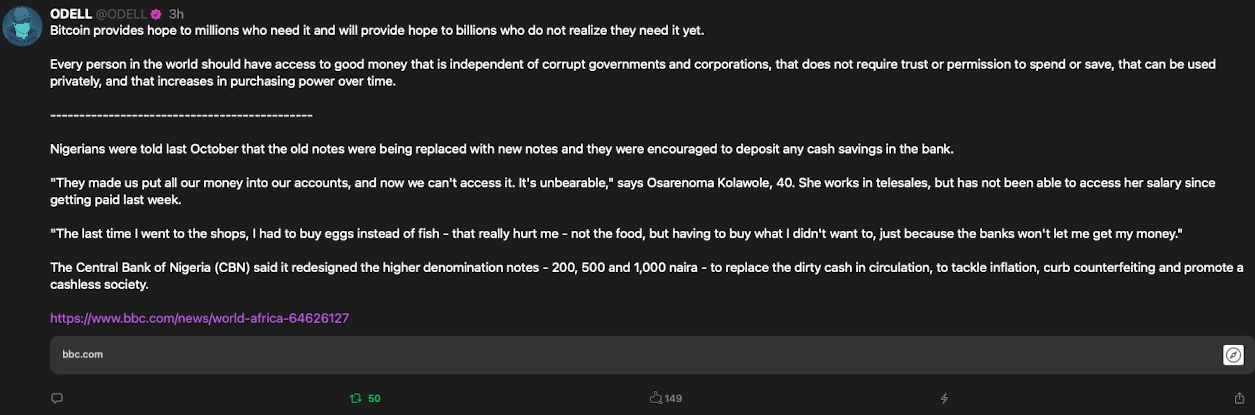 ODELL @ODELL 3h
Bitcoin provides hope to millions who need it and will provide hope to billions who do not realize they need it yet.
Every person in the world should have access to good money that is independent of corrupt governments and corporations, that does not require trust or permission to spend or save, that can be used
privately, and that increases in purchasing power over time.
---------------------------------------------
Nigerians were told last October that the old notes were being replaced with new notes and they were encouraged to deposit any cash savings in the bank.
"They made us put all our money into our accounts, and now we can't access it. It's unbearable," says Osarenoma Kolawole, 40. She works in telesales, but has not been able to access her salary since
getting paid last week.
"The last time I went to the shops, I had to buy eggs instead of fish - that really hurt me - not the food, but having to buy what I didn't want to, just because the banks won't let me get my money."
The Central Bank of Nigeria (CBN) said it redesigned the higher denomination notes - 200, 500 and 1,000 naira - to replace the dirty cash in circulation, to tackle inflation, curb counterfeiting and promote a
cashless society.
https://www.bbc.com/news/world-africa-64626127
bbc.com
50
149